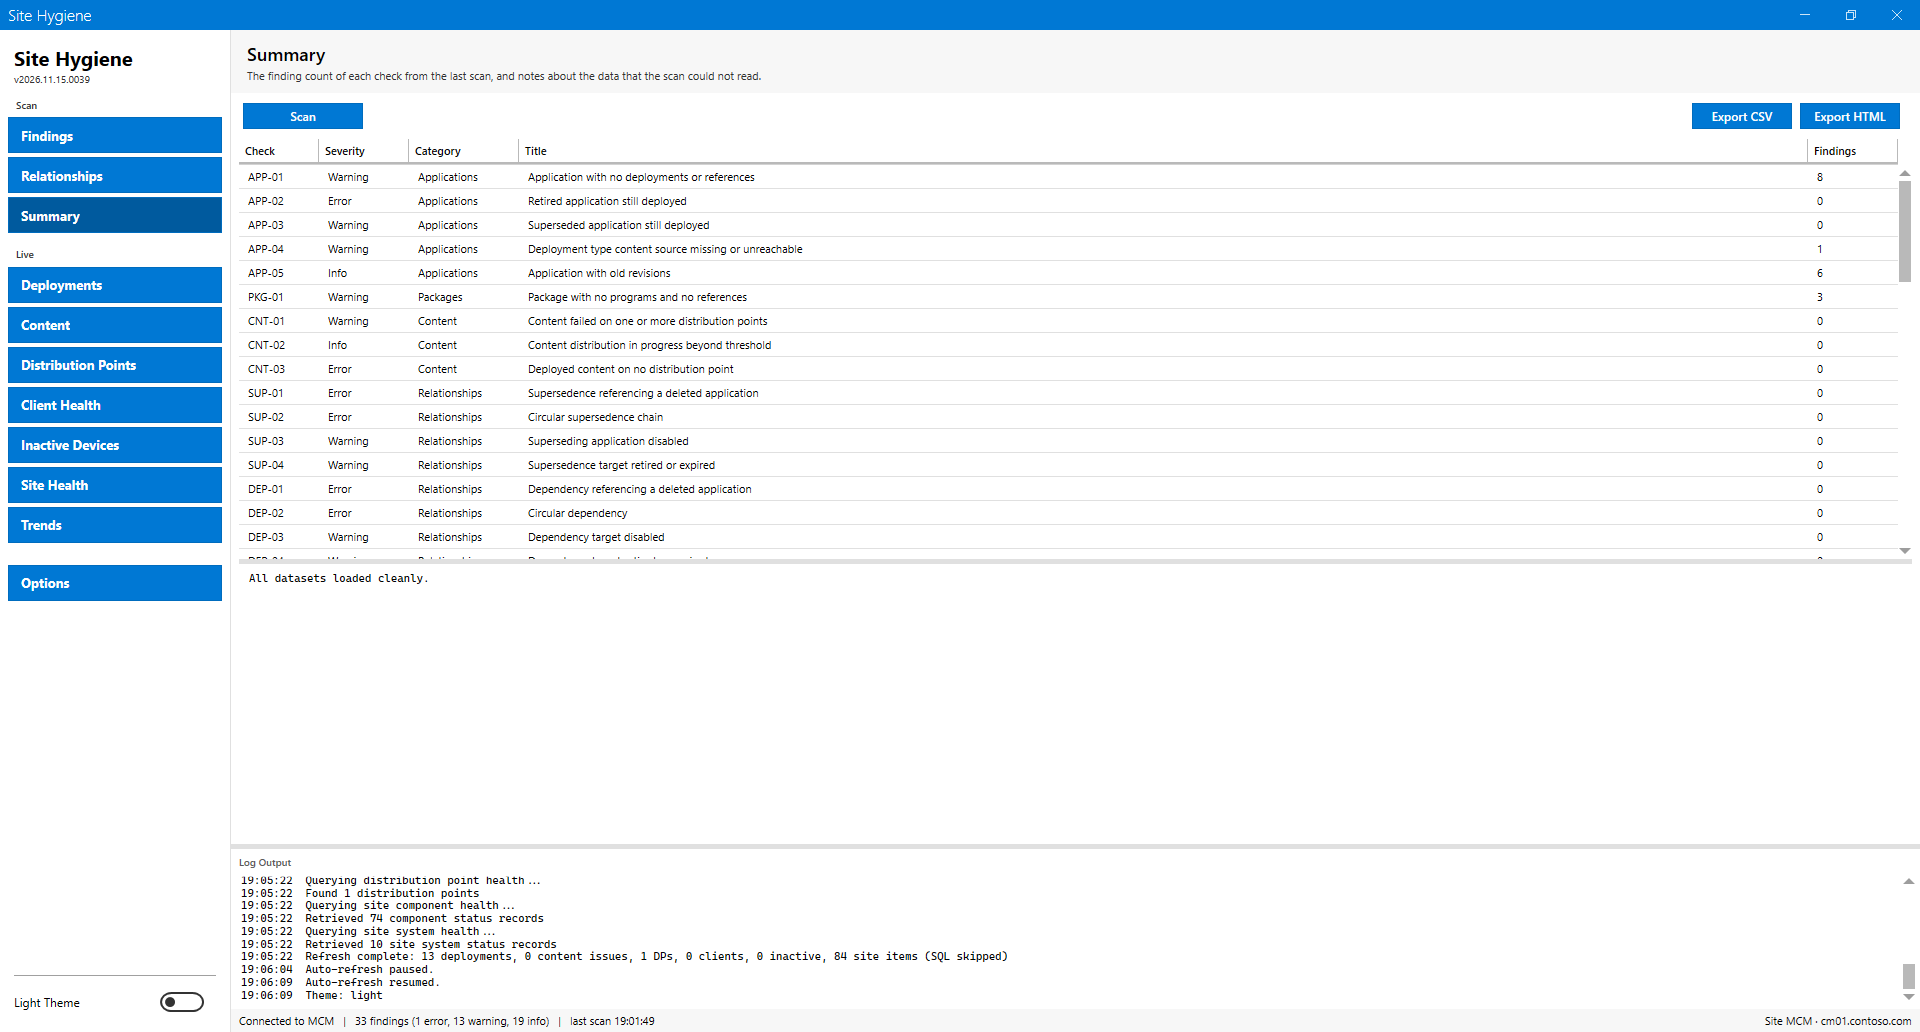 Site Hygiene
Site Hygiene
v2026.11.15.0039
Scan
Findings
Relationships
Summary
Live
Deployments
Content
Distribution Points
Client Health
Inactive Devices
Site Health
Trends
Options
Light Theme
Summary
The finding count of each check from the last scan, and notes about the data that the scan could not read.
Scan
Export CSV
Export HTML
Check Severity Category Title Findings
APP-01 Warning Applications Application with no deployments or references 8
APP-02 Error Applications Retired application still deployed 0
APP-03 Warning Applications Superseded application still deployed 0
APP-04 Warning Applications Deployment type content source missing or unreachable 1
APP-05 Info Applications Application with old revisions 6
PKG-01 Warning Packages Package with no programs and no references 3
CNT-01 Warning Content Content failed on one or more distribution points 0
CNT-02 Info Content Content distribution in progress beyond threshold 0
CNT-03 Error Content Deployed content on no distribution point 0
SUP-01 Error Relationships Supersedence referencing a deleted application 0
SUP-02 Error Relationships Circular supersedence chain 0
SUP-03 Warning Relationships Superseding application disabled 0
SUP-04 Warning Relationships Supersedence target retired or expired 0
DEP-01 Error Relationships Dependency referencing a deleted application 0
DEP-02 Error Relationships Circular dependency 0
DEP-03 Warning Relationships Dependency target disabled 0
All datasets loaded cleanly.
Log Output
19:05:22 Querying distribution point health...
19:05:22 Found 1 distribution points
19:05:22 Querying site component health...
19:05:22 Retrieved 74 component status records
19:05:22 Querying site system health...
19:05:22 Retrieved 10 site system status records
19:05:22 Refresh complete: 13 deployments, 0 content issues, 1 DPs, 0 clients, 0 inactive, 84 site items (SQL skipped)
19:06:04 Auto-refresh paused.
19:06:09 Auto-refresh resumed.
19:06:09 Theme: light
Connected to MCM | 33 findings (1 error, 13 warning, 19 info) | last scan 19:01:49
Site MCM · cm01.contoso.com